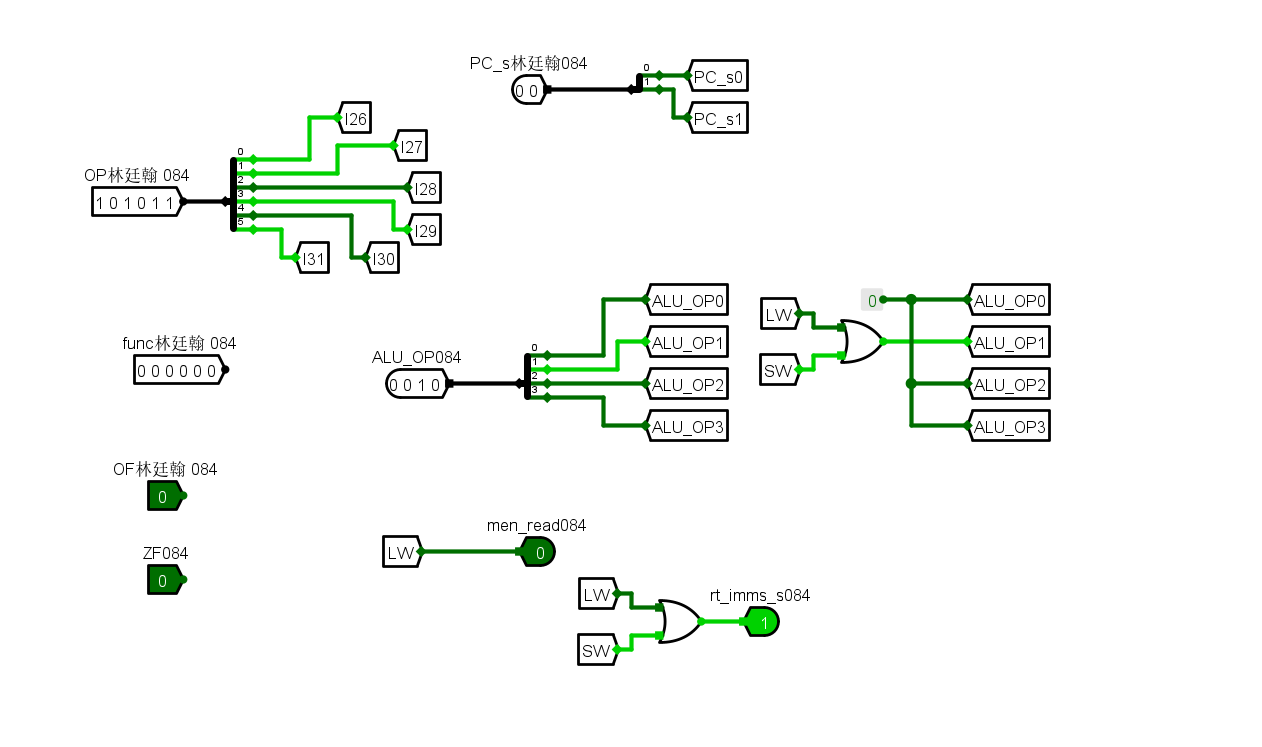 PC_s林廷翰084
0 0
0
1
PC_s0
PC_s1
I26
I27
I28
I29
I30
I31
OP林廷翰 084
1 0 1 0 1 1
0
1
2
3
4
5
func林廷翰 084
0 0 0 0 0 0
ALU_OP084
0 0 1 0
0
1
2
3
ALU_OP0
ALU_OP1
ALU_OP2
ALU_OP3
LW
SW
0
ALU_OP0
ALU_OP1
ALU_OP2
ALU_OP3
OF林廷翰 084
0
ZF084
0
men_read084
LW
0
LW
SW
rt_imms_s084
1